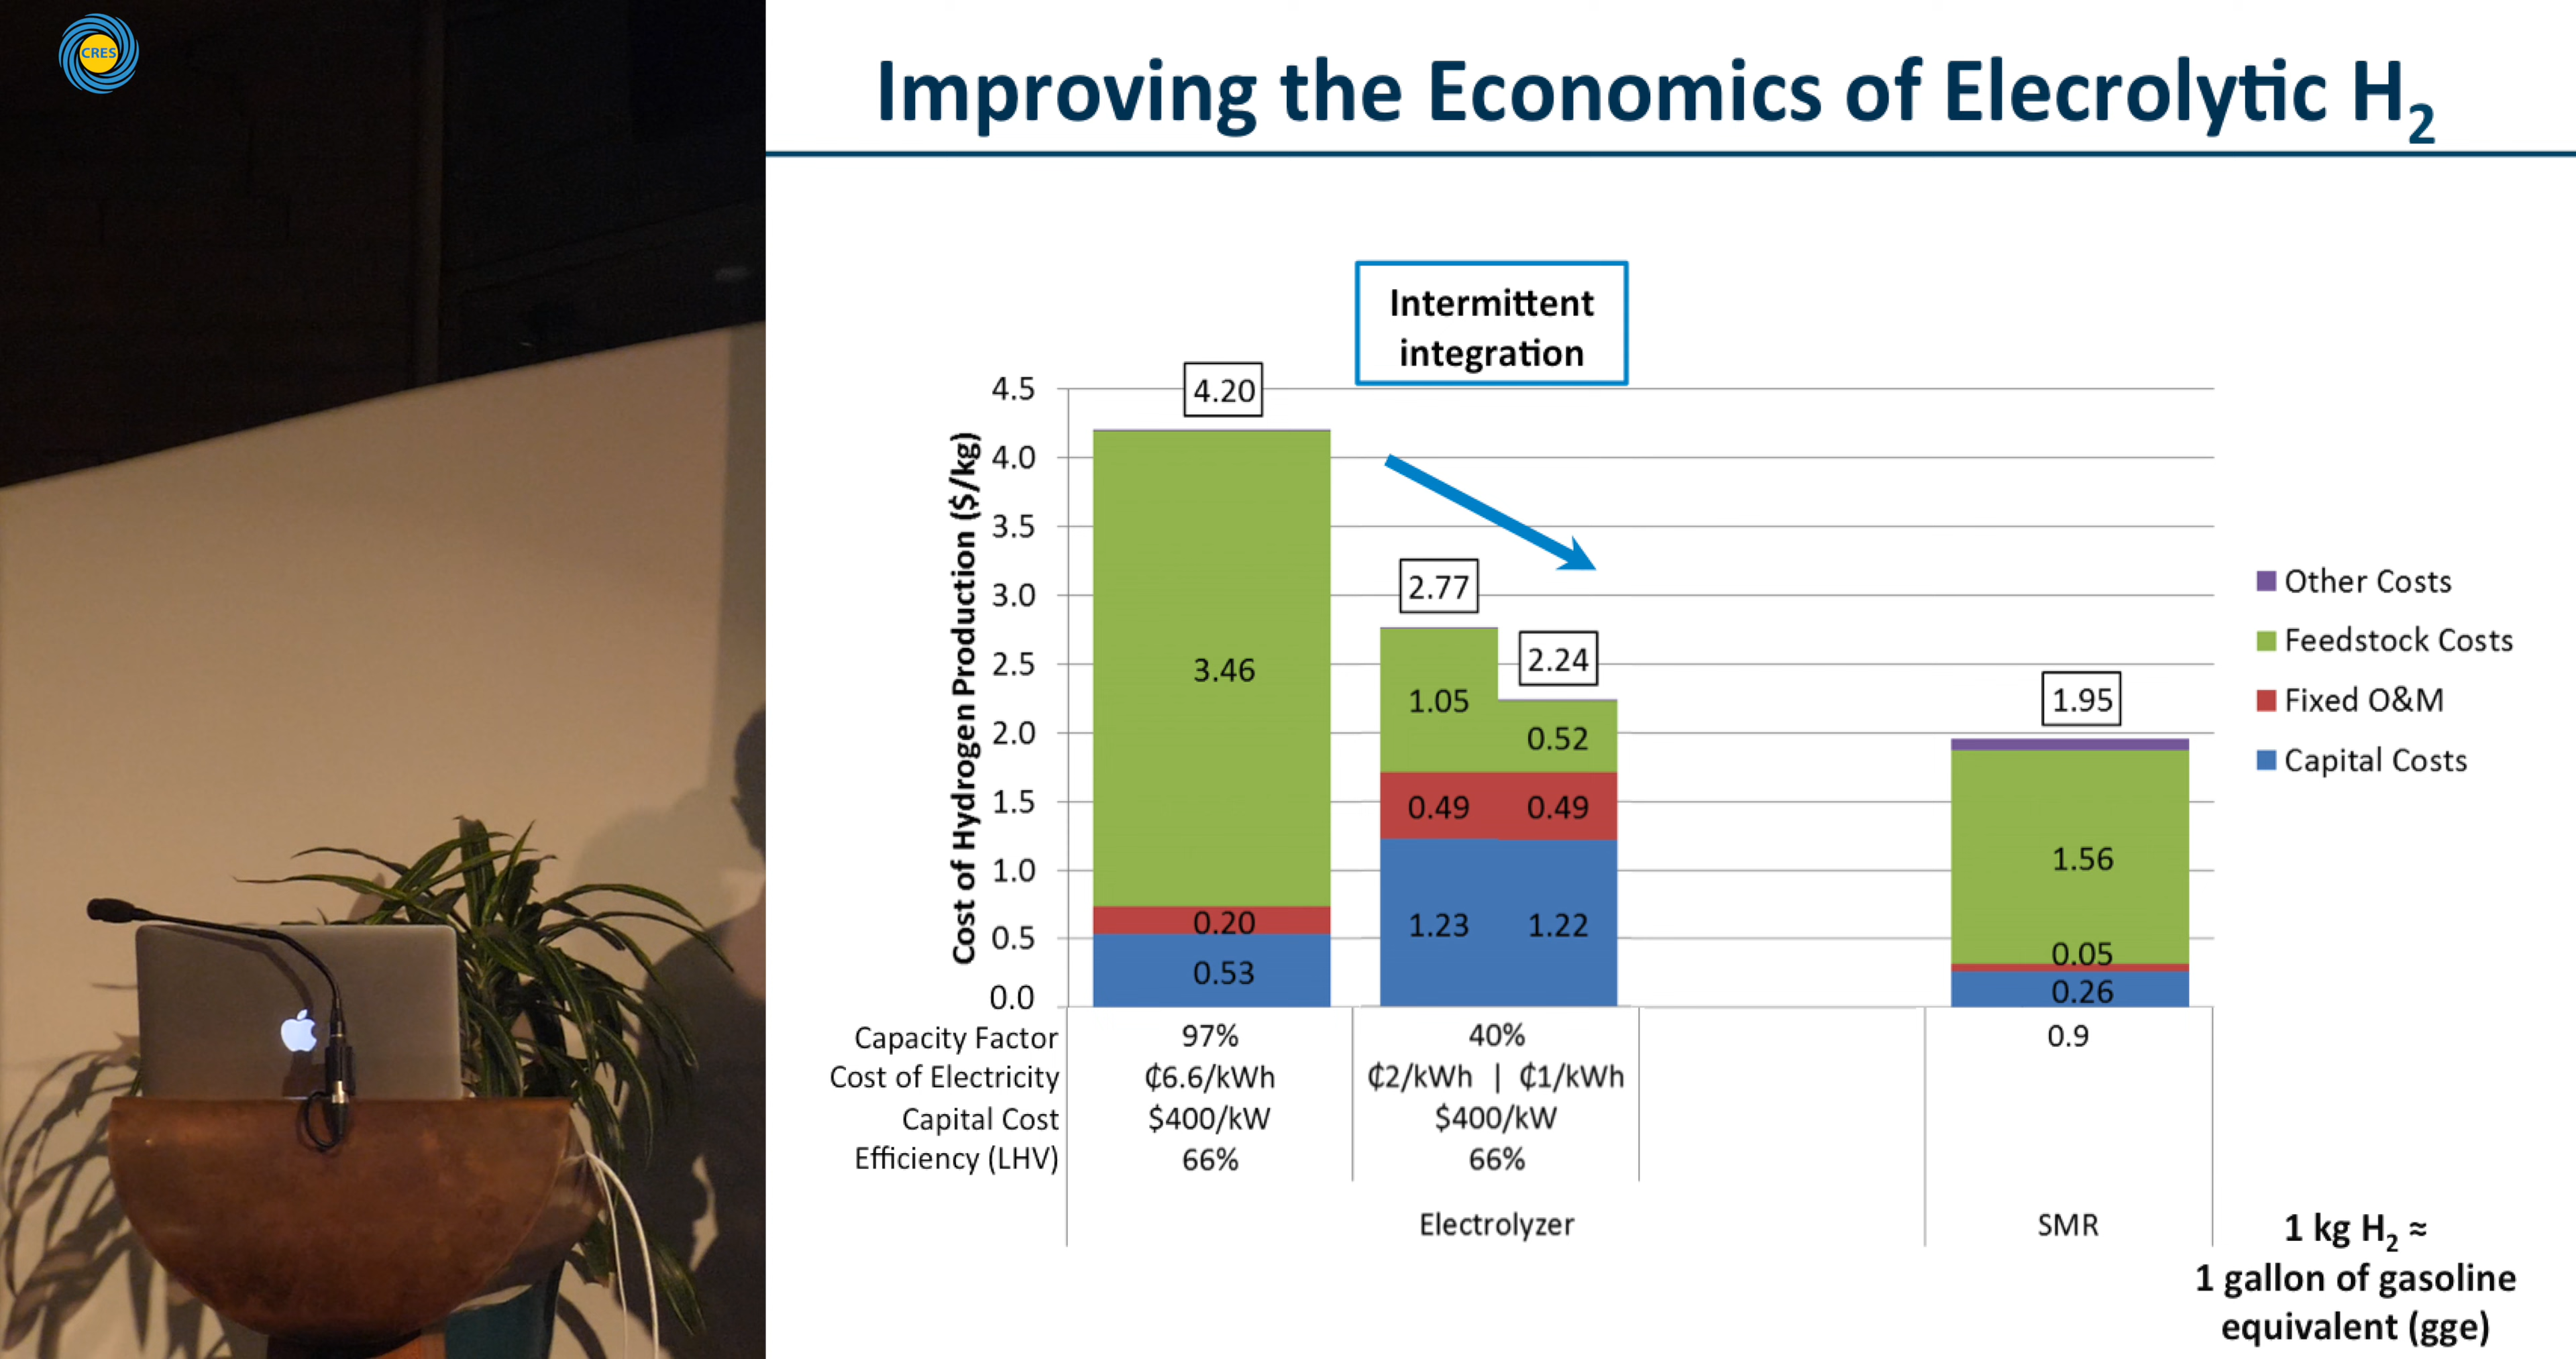 CRES
Improving the Economics of Elecrolytic H2
Intermittent
integration
Cost of Hydrogen Production ($/kg)
4.5
4.0
3.5
3.0
2.5
2.0
1.5
1.0
0.5
0.0
4.20
3.46
0.20
0.53
2.77
2.24
1.05
0.52
0.49 0.49
1.23 1.22
1.95
1.56
0.05
0.26
Other Costs
Feedstock Costs
Fixed O&M
Capital Costs
Capacity Factor 97% 40% 0.9
Cost of Electricity ₵6.6/kWh ₵2/kWh | ₵1/kWh
Capital Cost $400/kW $400/kW
Efficiency (LHV) 66% 66%
Electrolyzer SMR
1 kg H2 ≈
1 gallon of gasoline
equivalent (gge)